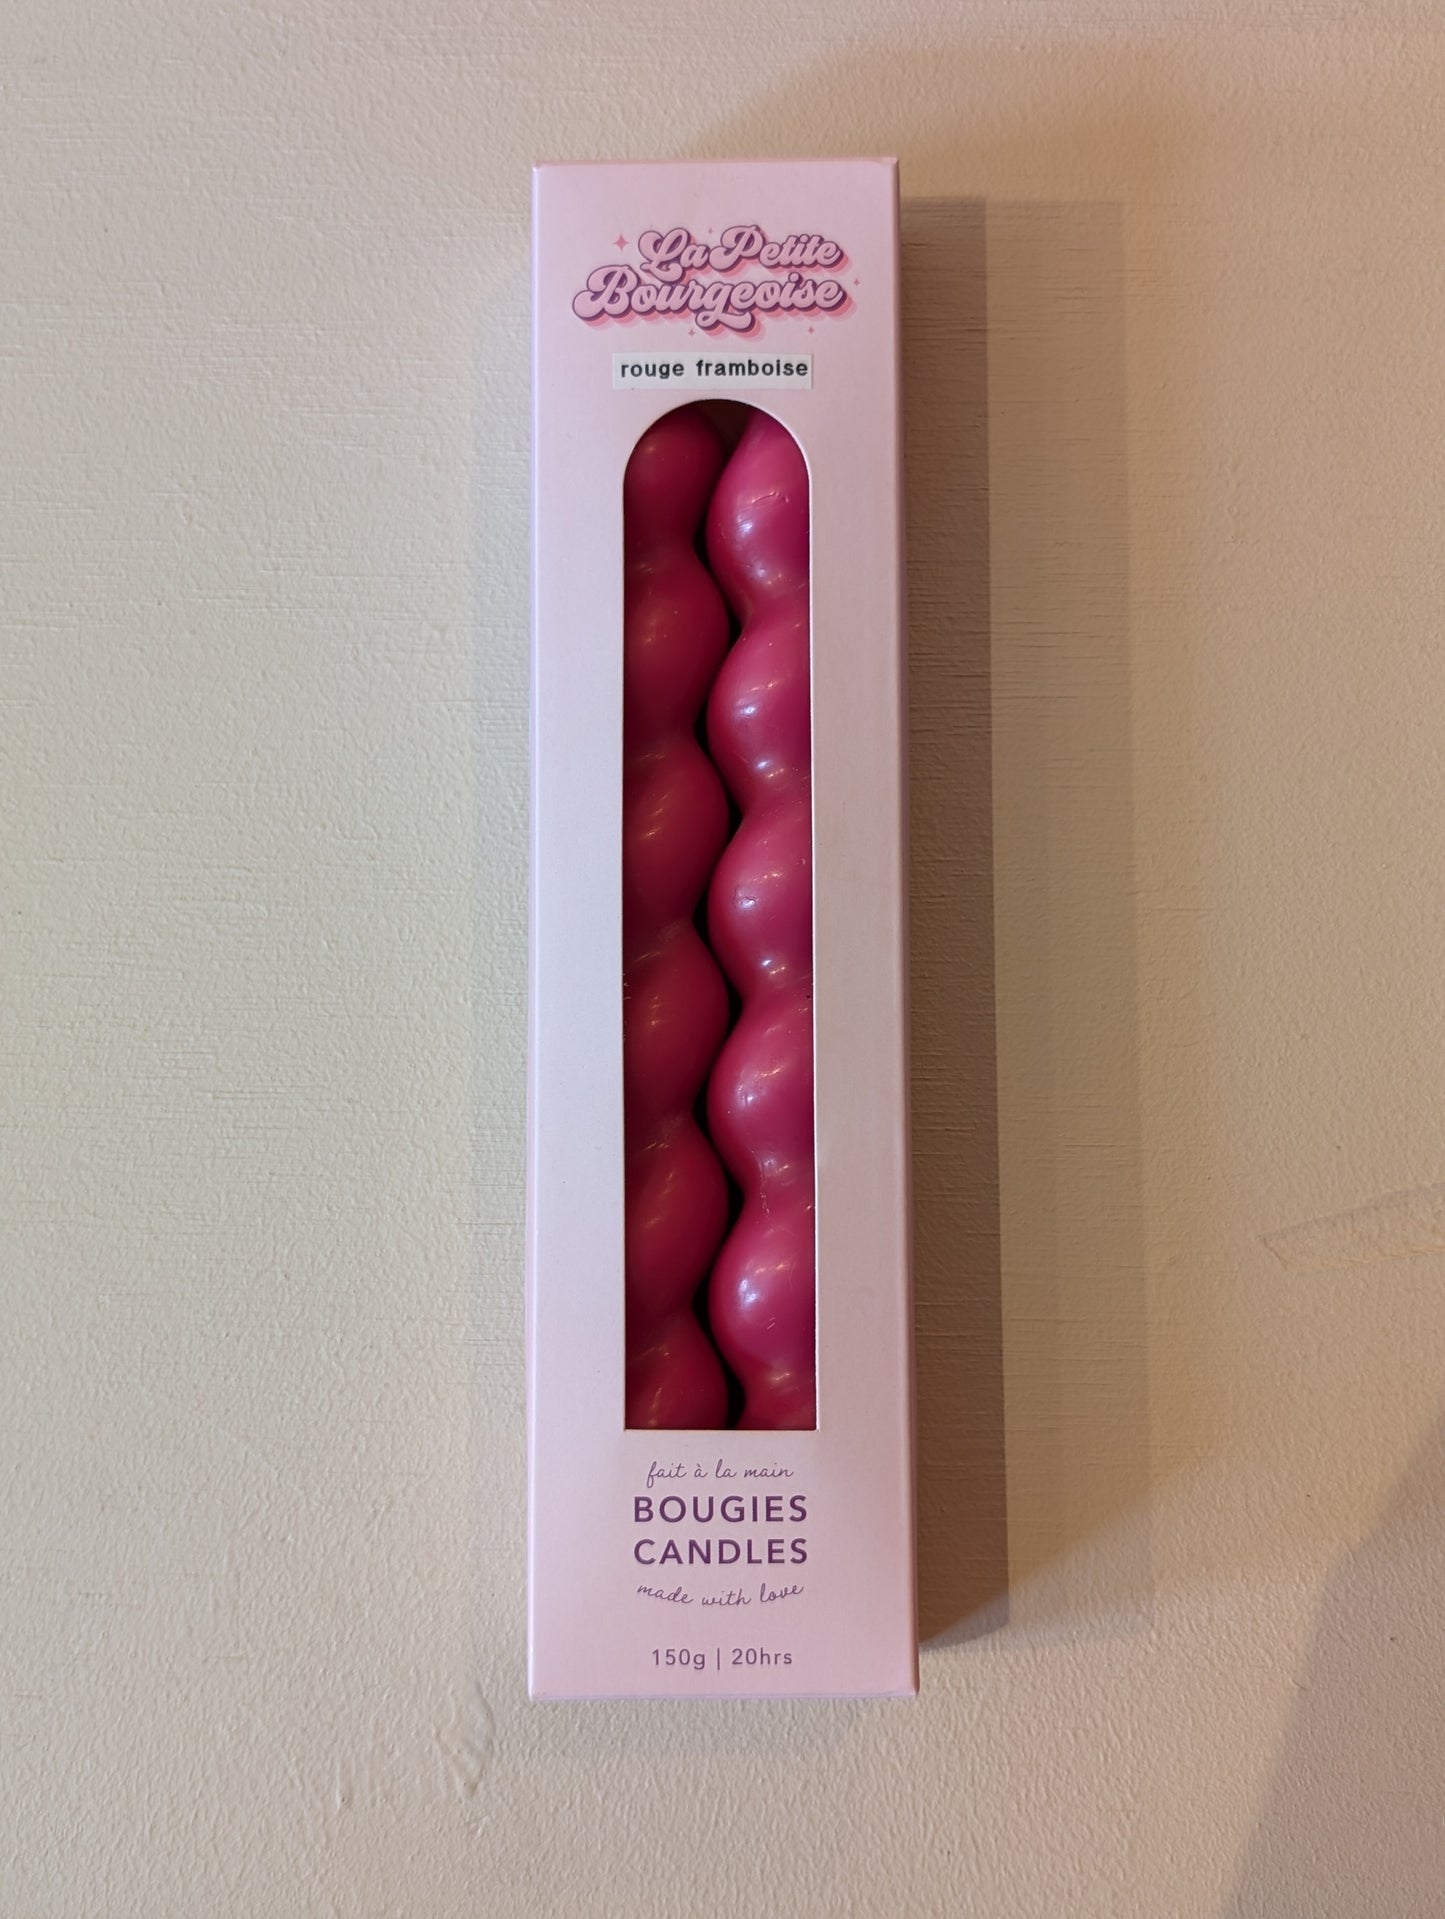 La Petite
Bourgeoise
rouge framboise
fait à la main
BOUGIES
CANDLES
made with love
150g | 20hrs